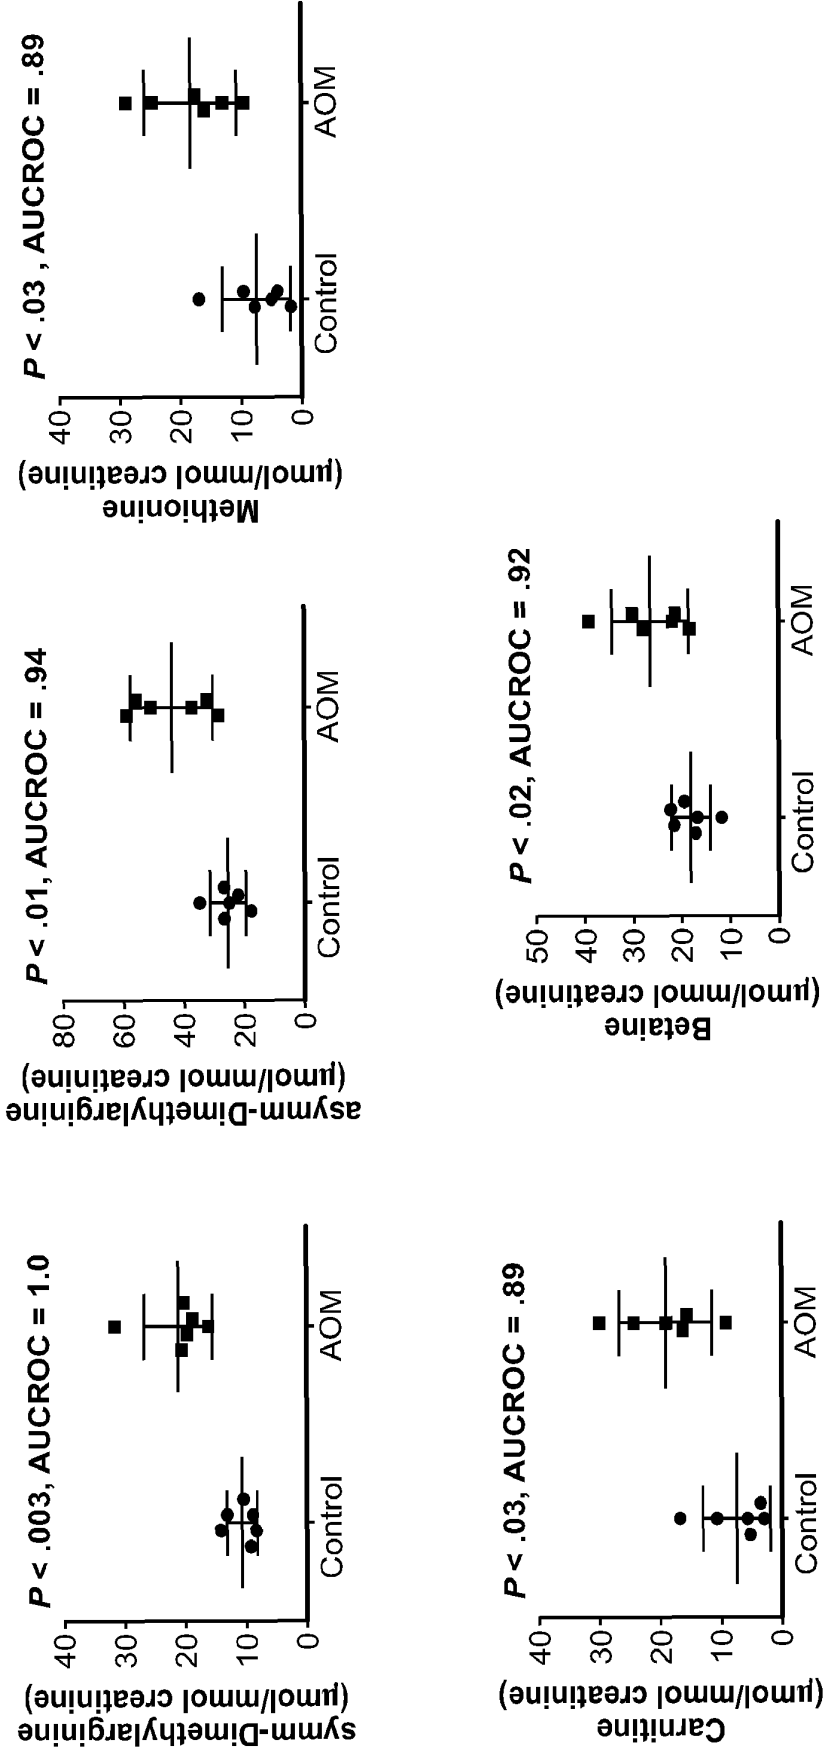 P < .003, AUCROC = 1.0
symm-Dimethylarginine
(µmol/mmol creatinine)
40
30
20
10
0
Control
AOM
P < .01, AUCROC = .94
asymm-Dimethylarginine
(µmol/mmol creatinine)
80
60
40
20
0
Control
AOM
P < .03 , AUCROC = .89
Methionine
(µmol/mmol creatinine)
40
30
20
10
0
Control
AOM
P < .03, AUCROC = .89
Carnitine
(µmol/mmol creatinine)
40
30
20
10
0
Control
AOM
P < .02, AUCROC = .92
Betaine
(µmol/mmol creatinine)
50
40
30
20
10
0
Control
AOM